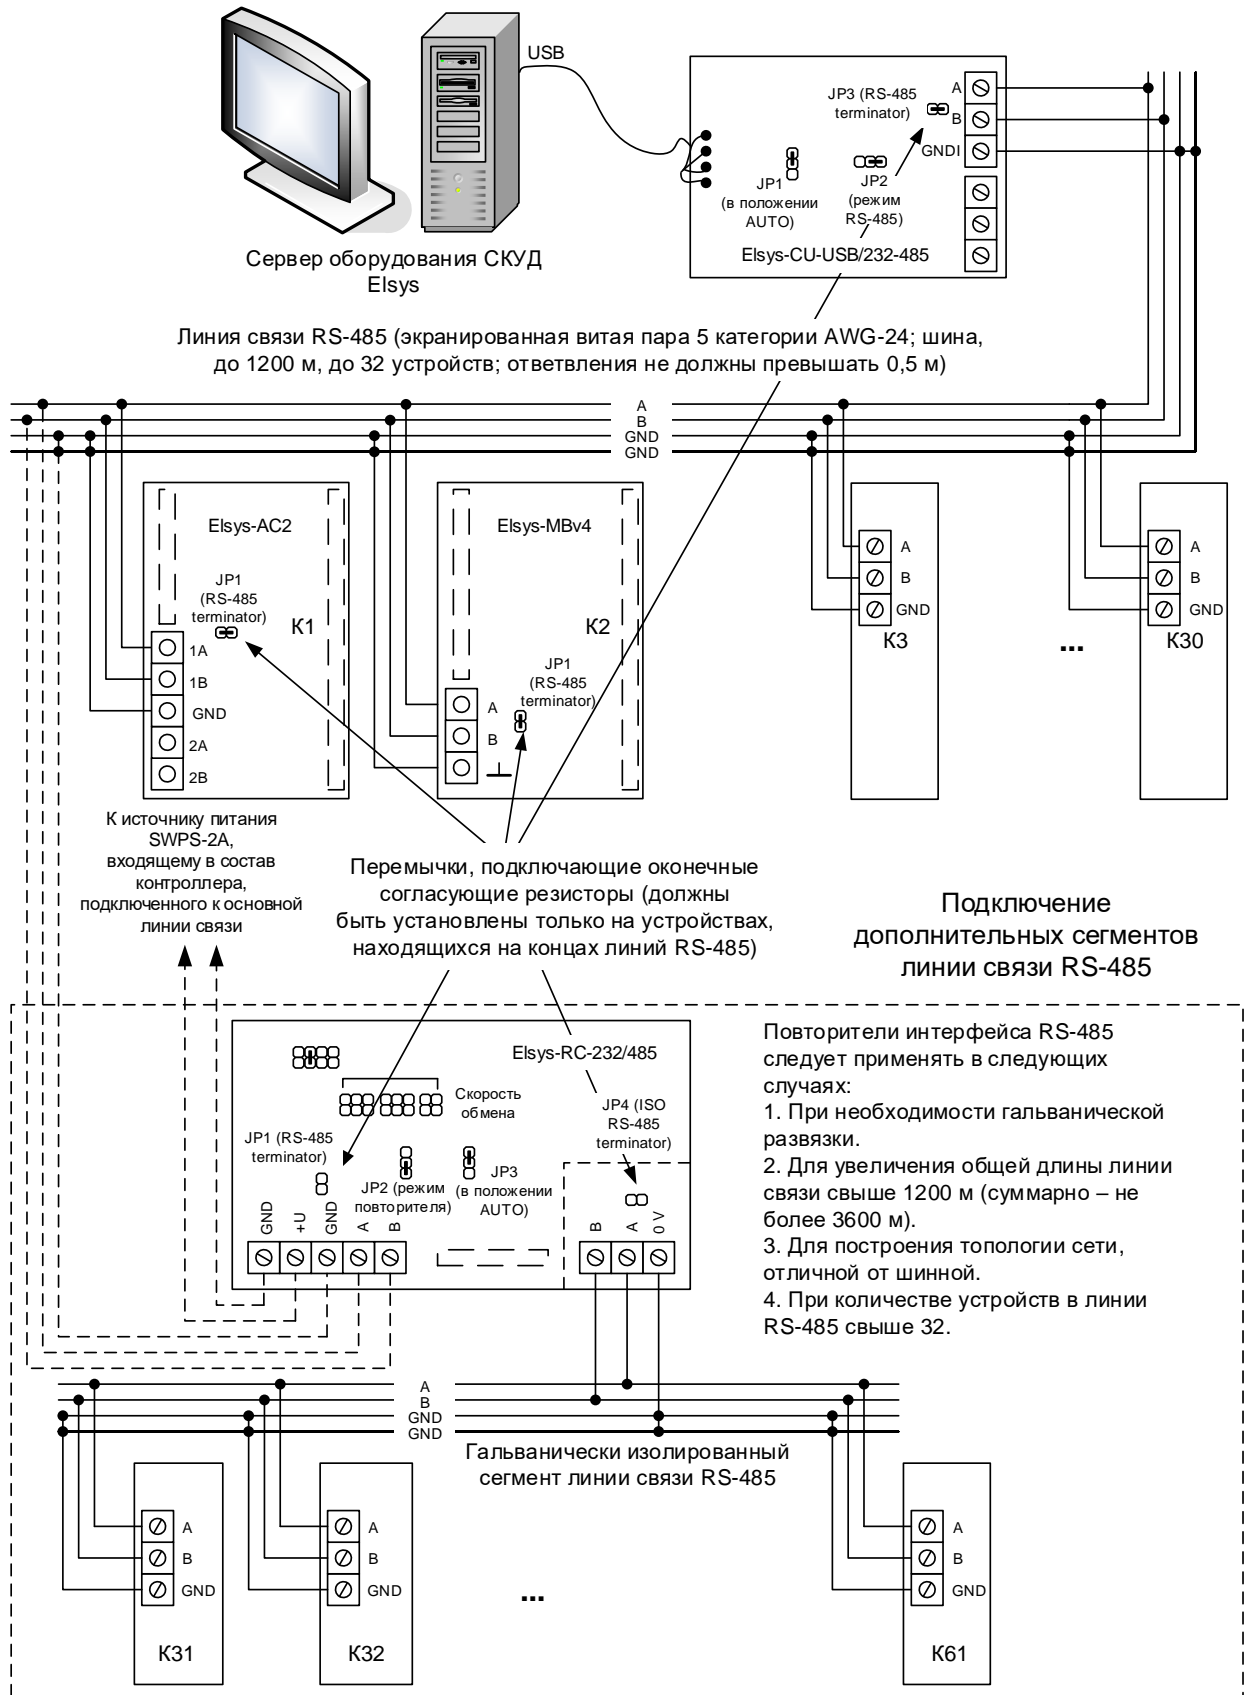 USB
JP3 (RS-485
terminator)
A
B
GNDI
JP1
(в положении
AUTO)
JP2
(режим
RS-485)
Elsys-CU-USB/232-485
Сервер оборудования СКУД
Elsys
Линия связи RS-485 (экранированная витая пара 5 категории AWG-24; шина,
до 1200 м, до 32 устройств; ответвления не должны превышать 0,5 м)
A
B
GND
GND
Elsys-AC2
JP1
(RS-485
terminator)
К1
1A
1B
GND
2A
2B
Elsys-MBv4
К2
JP1
(RS-485
terminator)
A
B
A
B
GND
К3
...
A
B
GND
К30
К источнику питания
SWPS-2A,
входящему в состав
контроллера,
подключенного к основной
линии связи
Перемычки, подключающие оконечные
согласующие резисторы (должны
быть установлены только на устройствах,
находящихся на концах линий RS-485)
Подключение
дополнительных сегментов
линии связи RS-485
Elsys-RC-232/485
Скорость
обмена
JP1 (RS-485
terminator)
JP2 (режим
повторителя)
JP3
(в положении
AUTO)
JP4 (ISO
RS-485
terminator)
GND
+U
GND
A
B
B
A
0 V
Повторители интерфейса RS-485
следует применять в следующих
случаях:
1. При необходимости гальванической
развязки.
2. Для увеличения общей длины линии
связи свыше 1200 м (суммарно – не
более 3600 м).
3. Для построения топологии сети,
отличной от шинной.
4. При количестве устройств в линии
RS-485 свыше 32.
A
B
GND
GND
Гальванически изолированный
сегмент линии связи RS-485
A
B
GND
К31
A
B
GND
К32
...
A
B
GND
К61